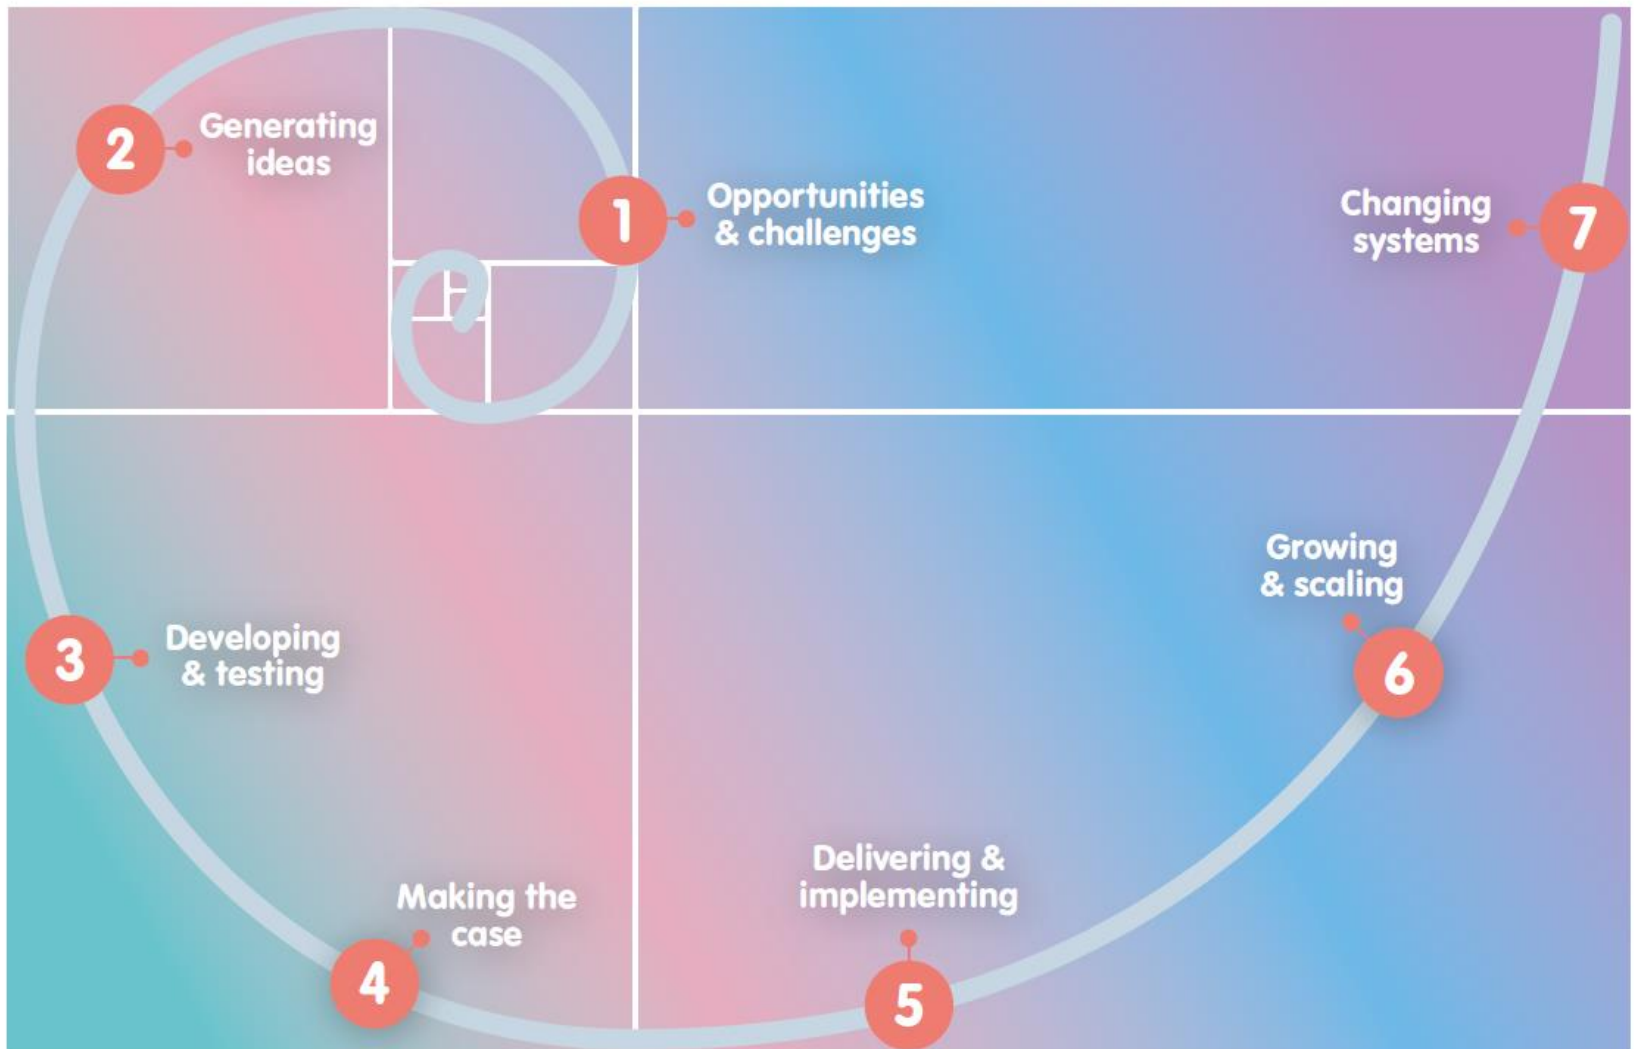 1
Opportunities
& challenges
2
Generating
ideas
3
Developing
& testing
4
Making the
case
5
Delivering &
implementing
6
Growing
& scaling
7
Changing
systems